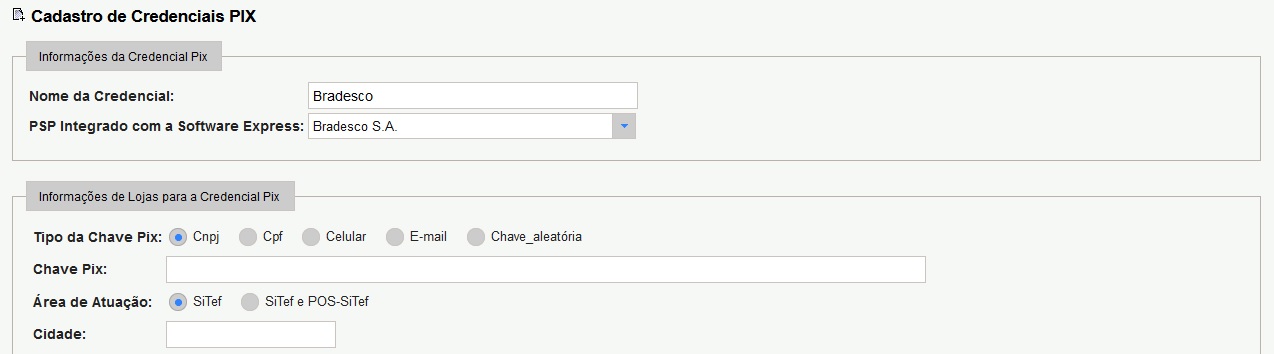 Cadastro de Credenciais PIX
Informações da Credencial Pix
Nome da Credencial: Bradesco
PSP Integrado com a Software Express: Bradesco S.A.
Informações de Lojas para a Credencial Pix
Tipo da Chave Pix: Cnpj Cpf Celular E-mail Chave_aleatória
Chave Pix:
Área de Atuação: SiTef SiTef e POS-SiTef
Cidade: